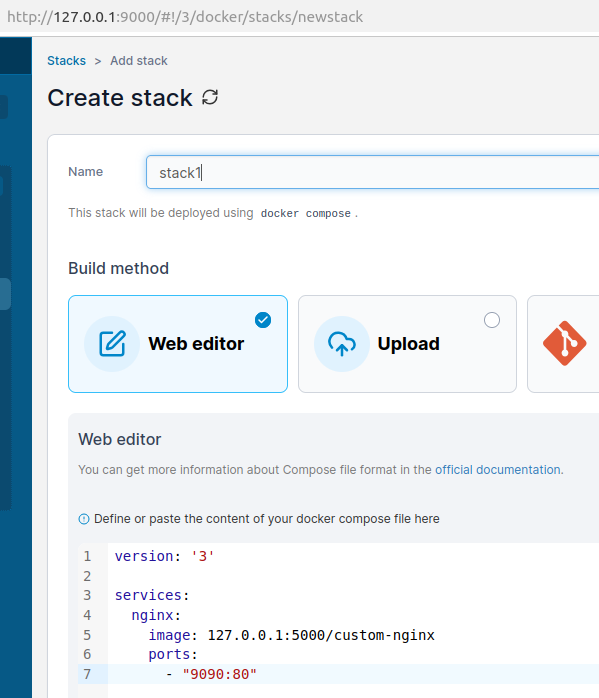 http://127.0.0.1:9000/#!/3/docker/stacks/newstack
Stacks > Add stack
Create stack
Name stack1
This stack will be deployed using docker compose .
Build method
Web editor Upload
Web editor
You can get more information about Compose file format in the official documentation.
Define or paste the content of your docker compose file here
1 version: '3'
2
3 services:
4   nginx:
5     image: 127.0.0.1:5000/custom-nginx
6     ports:
7       - "9090:80"